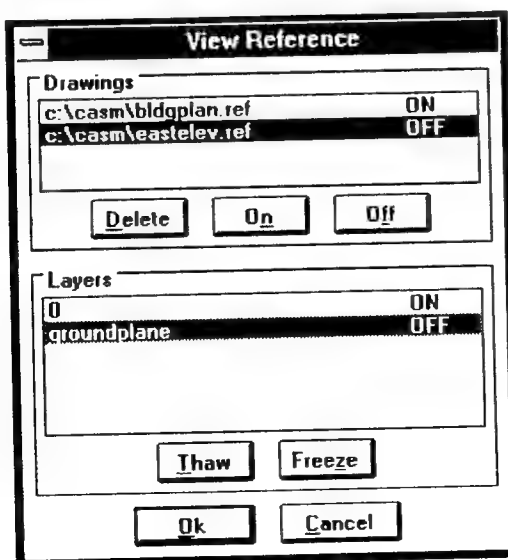 View Reference
Drawings
c:\casm\bldgplan.ref ON
c:\casm\eastelev.ref OFF
Delete On Off
Layers
0 ON
groundplane OFF
Thaw Freeze
Ok Cancel